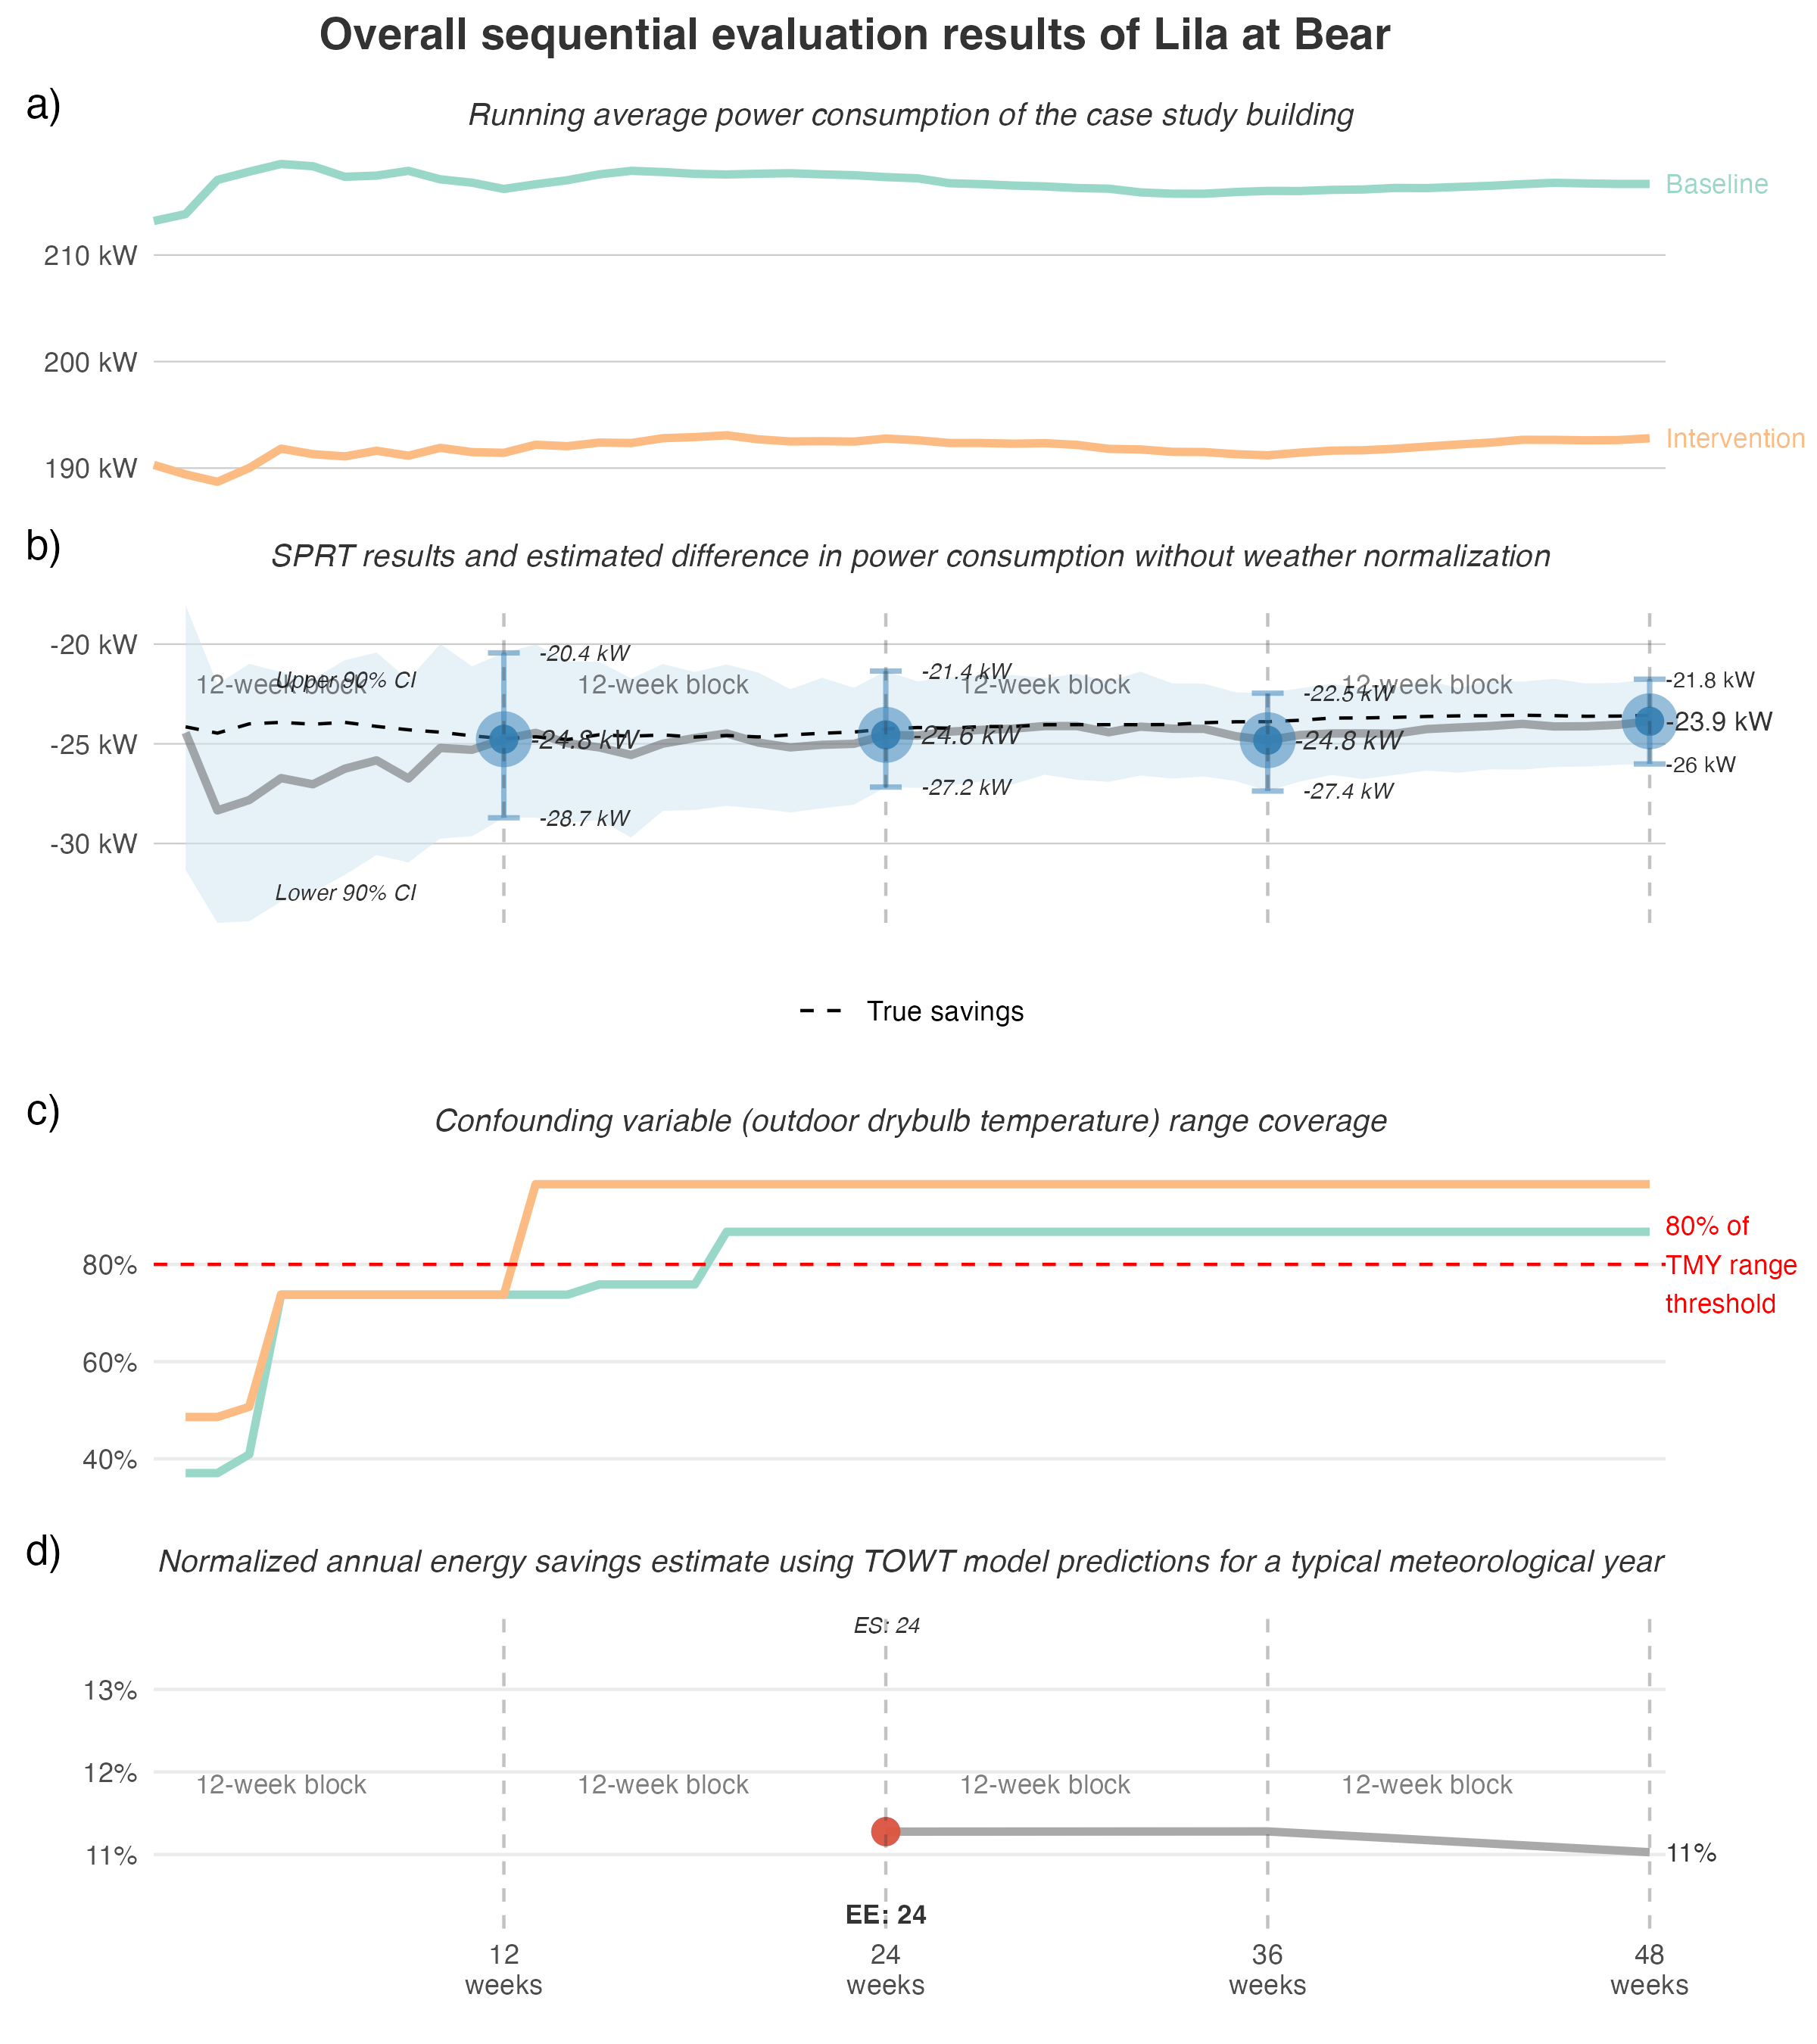 Overall sequential evaluation results of Lila at Bear
a)
Running average power consumption of the case study building
Baseline
210 kW
200 kW
Intervention
190 kW
b)
SPRT results and estimated difference in power consumption without weather normalization
-20 kW
-20.4 kW
-21.4 kW
Upper 90% CI
-21.8 kW
12-week block
12-week block
12-week block
12-week block
-22.5 kW
-23.9 kW
-25 kW
-24.8 kW
-24.6 kW
-24.8 kW
-26 kW
-27.2 kW
-27.4 kW
-28.7 kW
-30 kW
Lower 90% CI
True savings
c)
Confounding variable (outdoor drybulb temperature) range coverage
80% of
TMY range
threshold
80%
60%
40%
d)
Normalized annual energy savings estimate using TOWT model predictions for a typical meteorological year
ES: 24
13%
12%
12-week block
12-week block
12-week block
12-week block
11%
11%
EE: 24
12
weeks
24
weeks
36
weeks
48
weeks